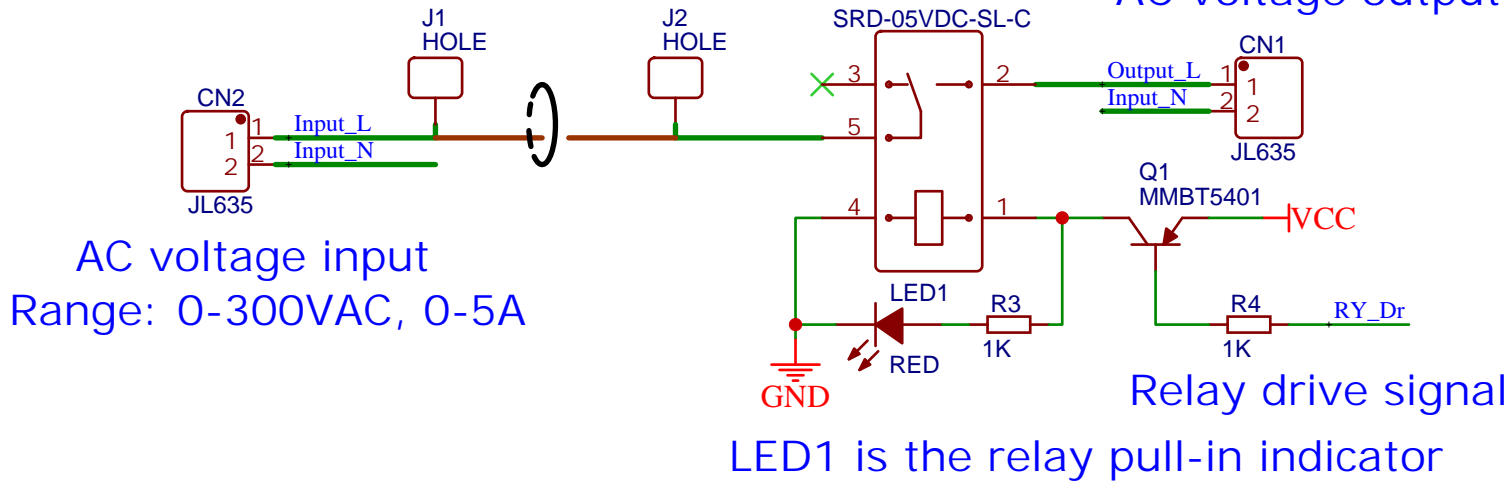 AC voltage output
J1
HOLE
J2
HOLE
SRD-05VDC-SL-C
CN1
3
2
Output_L
1
1
Input_N
2
2
JL635
CN2
1
1
Input_L
2
2
Input_N
JL635
5
Q1
MMBT5401
4
1
VCC
AC voltage input
Range: 0-300VAC, 0-5A
LED1
RED
R3
1K
R4
1K
RY_Dr
GND
Relay drive signal
LED1 is the relay pull-in indicator